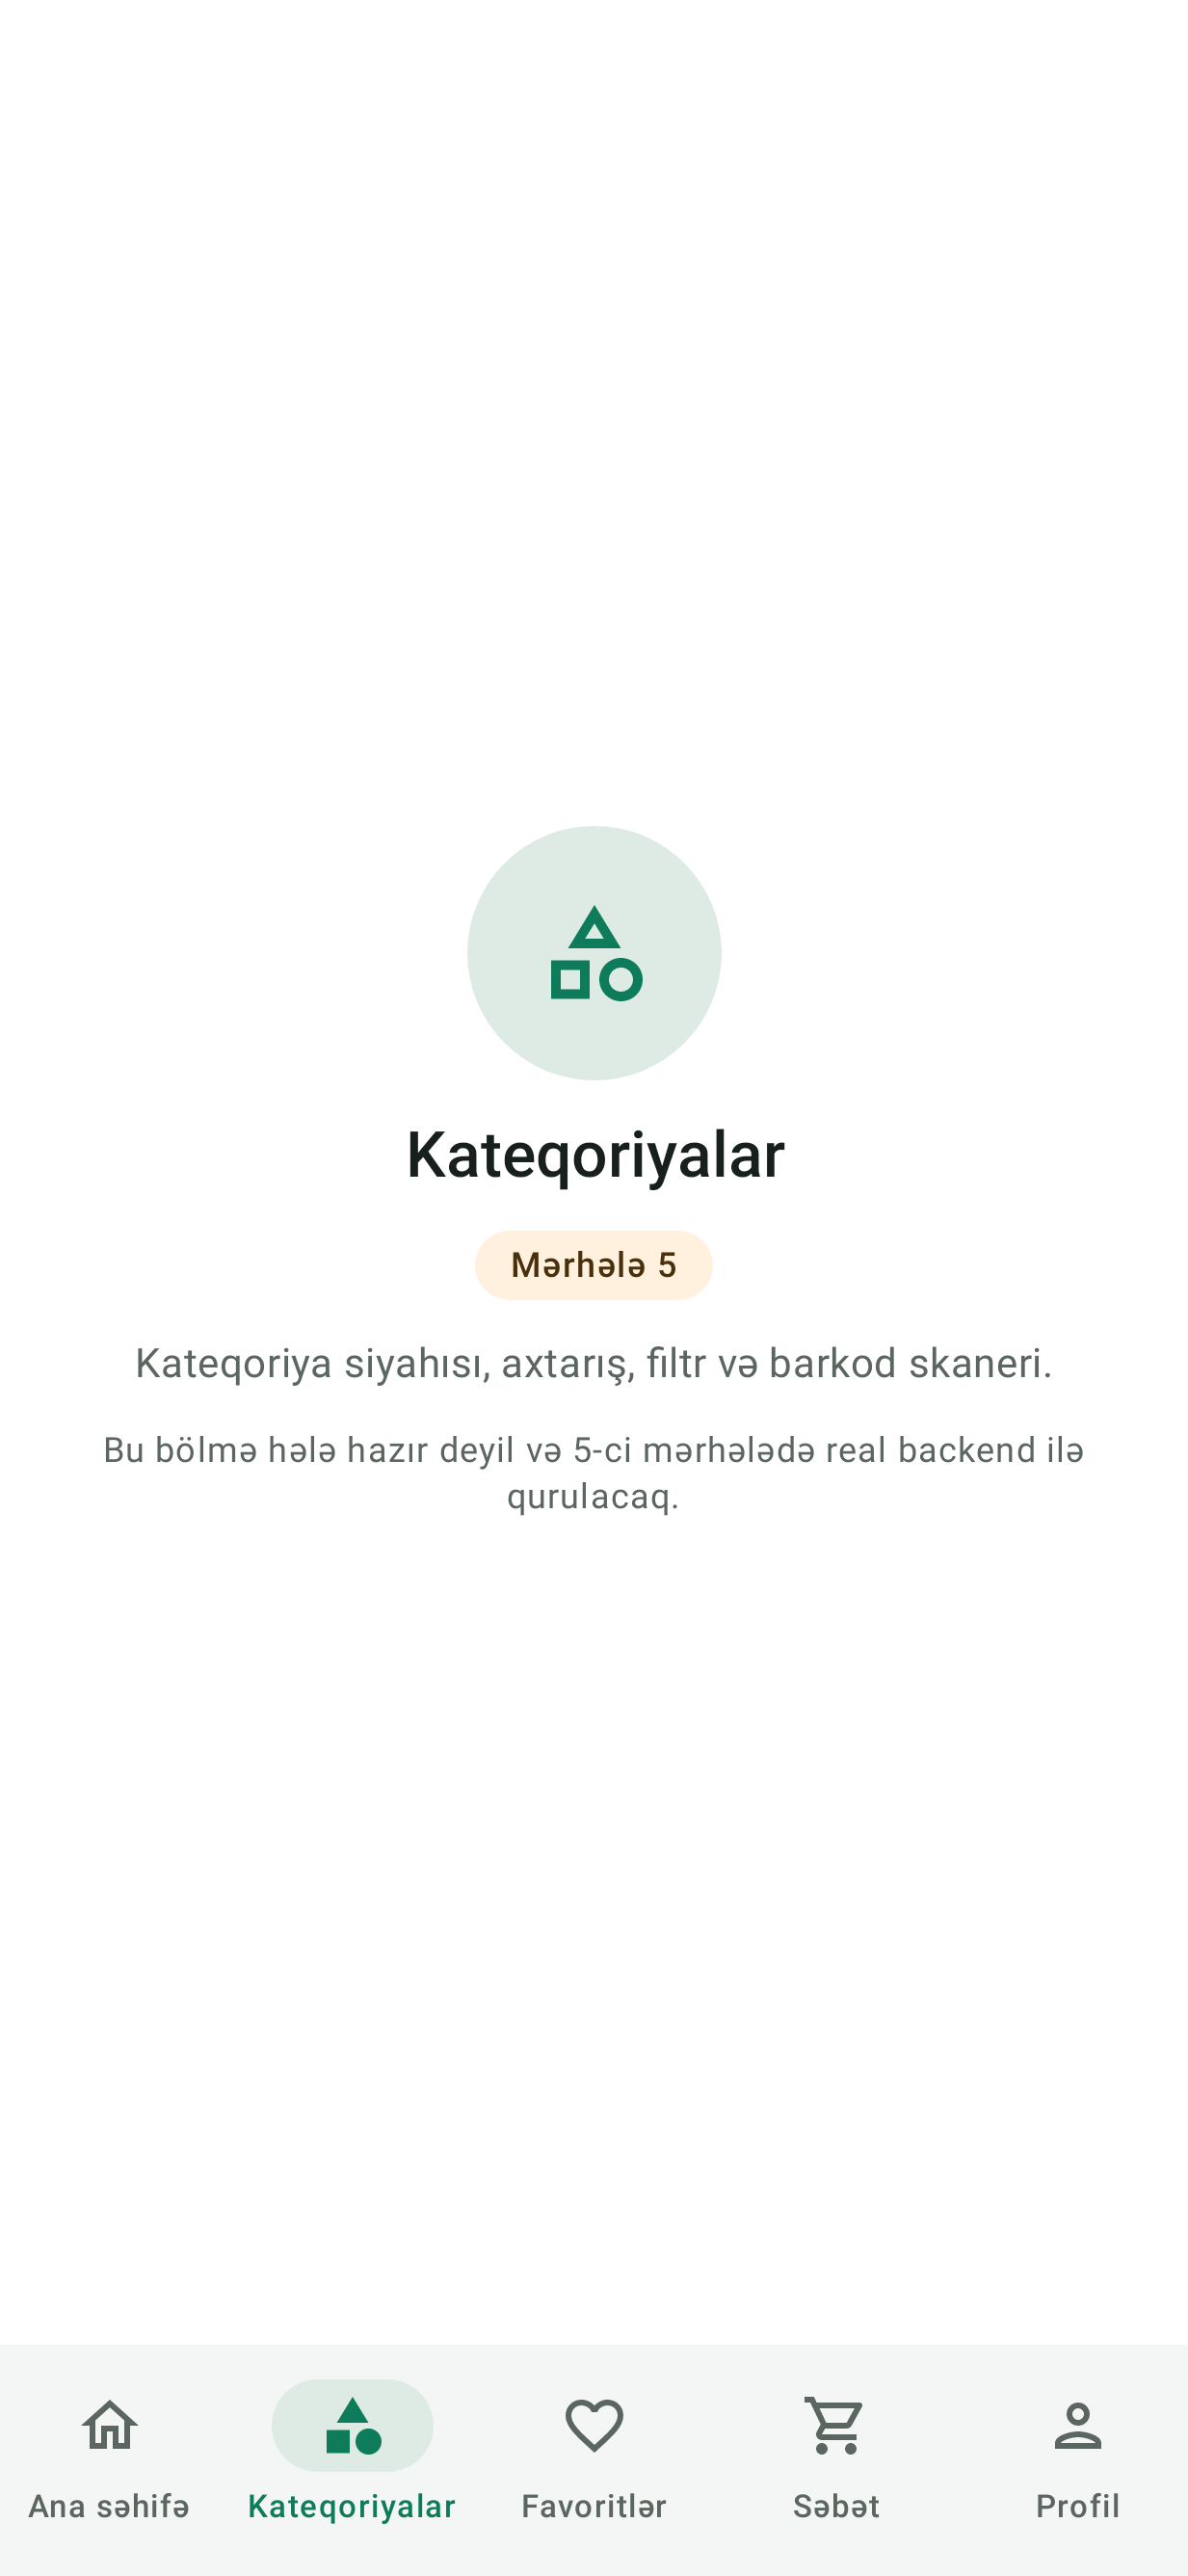 Kateqoriyalar
Mərhələ 5
Kateqoriya siyahısı, axtarış, filtr və barkod skaneri.
Bu bölmə hələ hazır deyil və 5-ci mərhələdə real backend ilə
qurulacaq.
Ana səhifə
Kateqoriyalar
Favoritlər
Səbət
Profil